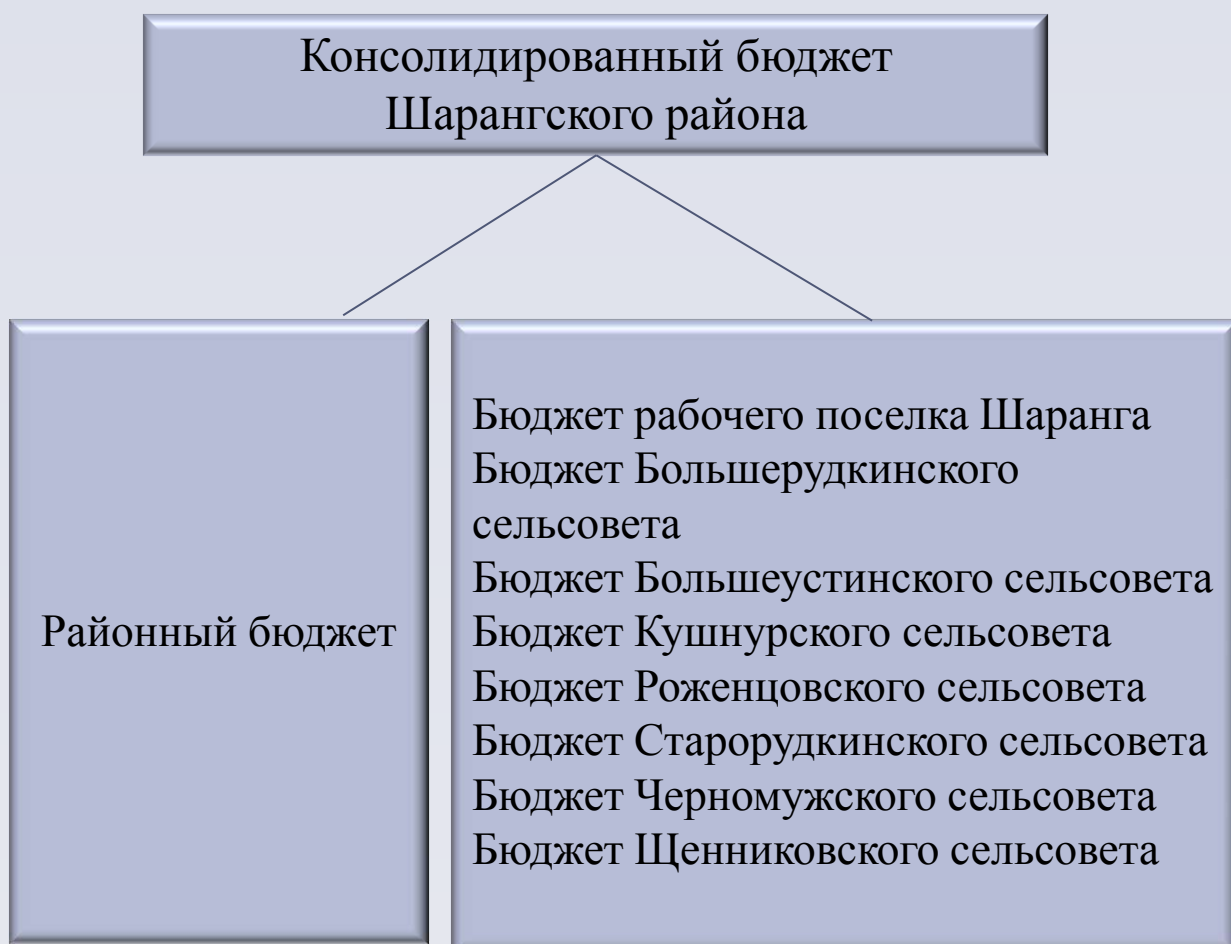 Консолидированный бюджет
Шарангского района
Районный бюджет
Бюджет рабочего поселка Шаранга
Бюджет Большерудкинского
сельсовета
Бюджет Большеустинского сельсовета
Бюджет Кушнурского сельсовета
Бюджет Роженцовского сельсовета
Бюджет Старорудкинского сельсовета
Бюджет Черномужского сельсовета
Бюджет Щенниковского сельсовета